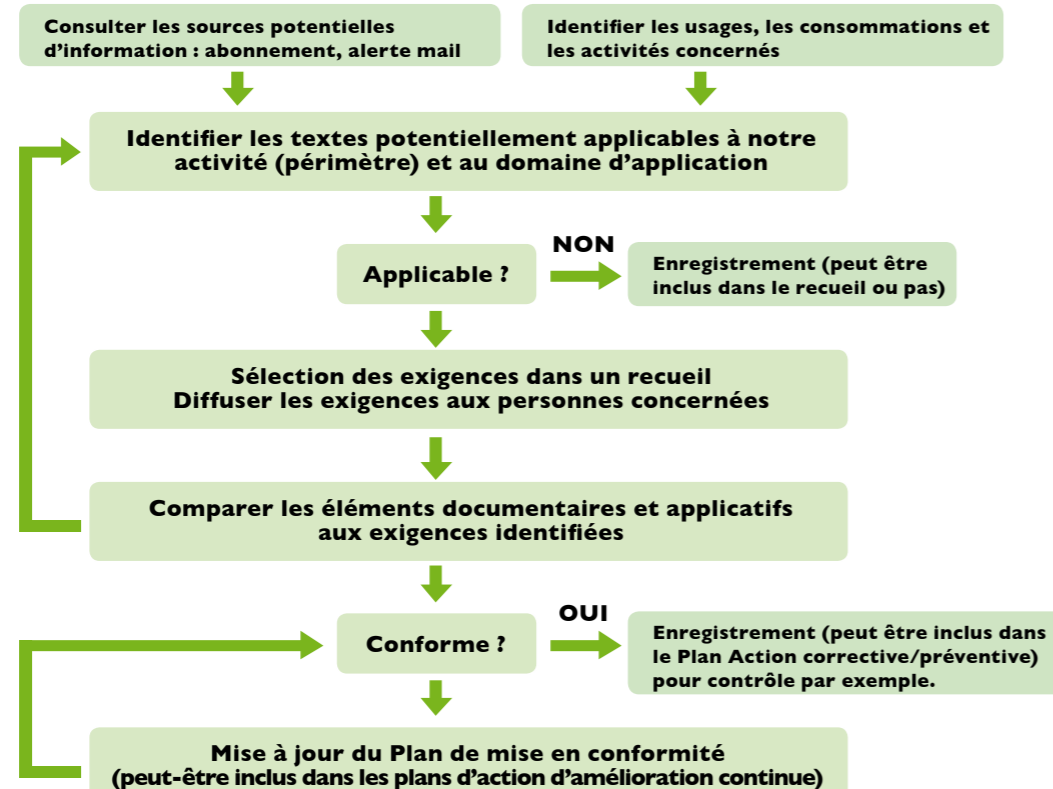 Consulter les sources potentielles
d'information : abonnement, alerte mail
Identifier les usages, les consommations et
les activités concernés
Identifier les textes potentiellement applicables à notre
activité (périmètre) et au domaine d'application
Applicable ?
NON
Enregistrement (peut être
inclus dans le recueil ou pas)
Sélection des exigences dans un recueil
Diffuser les exigences aux personnes concernées
Comparer les éléments documentaires et applicatifs
aux exigences identifiées
Conforme ?
OUI
Enregistrement (peut être inclus dans
le Plan Action corrective/préventive)
pour contrôle par exemple.
Mise à jour du Plan de mise en conformité
(peut-être inclus dans les plans d'action d'amélioration continue)